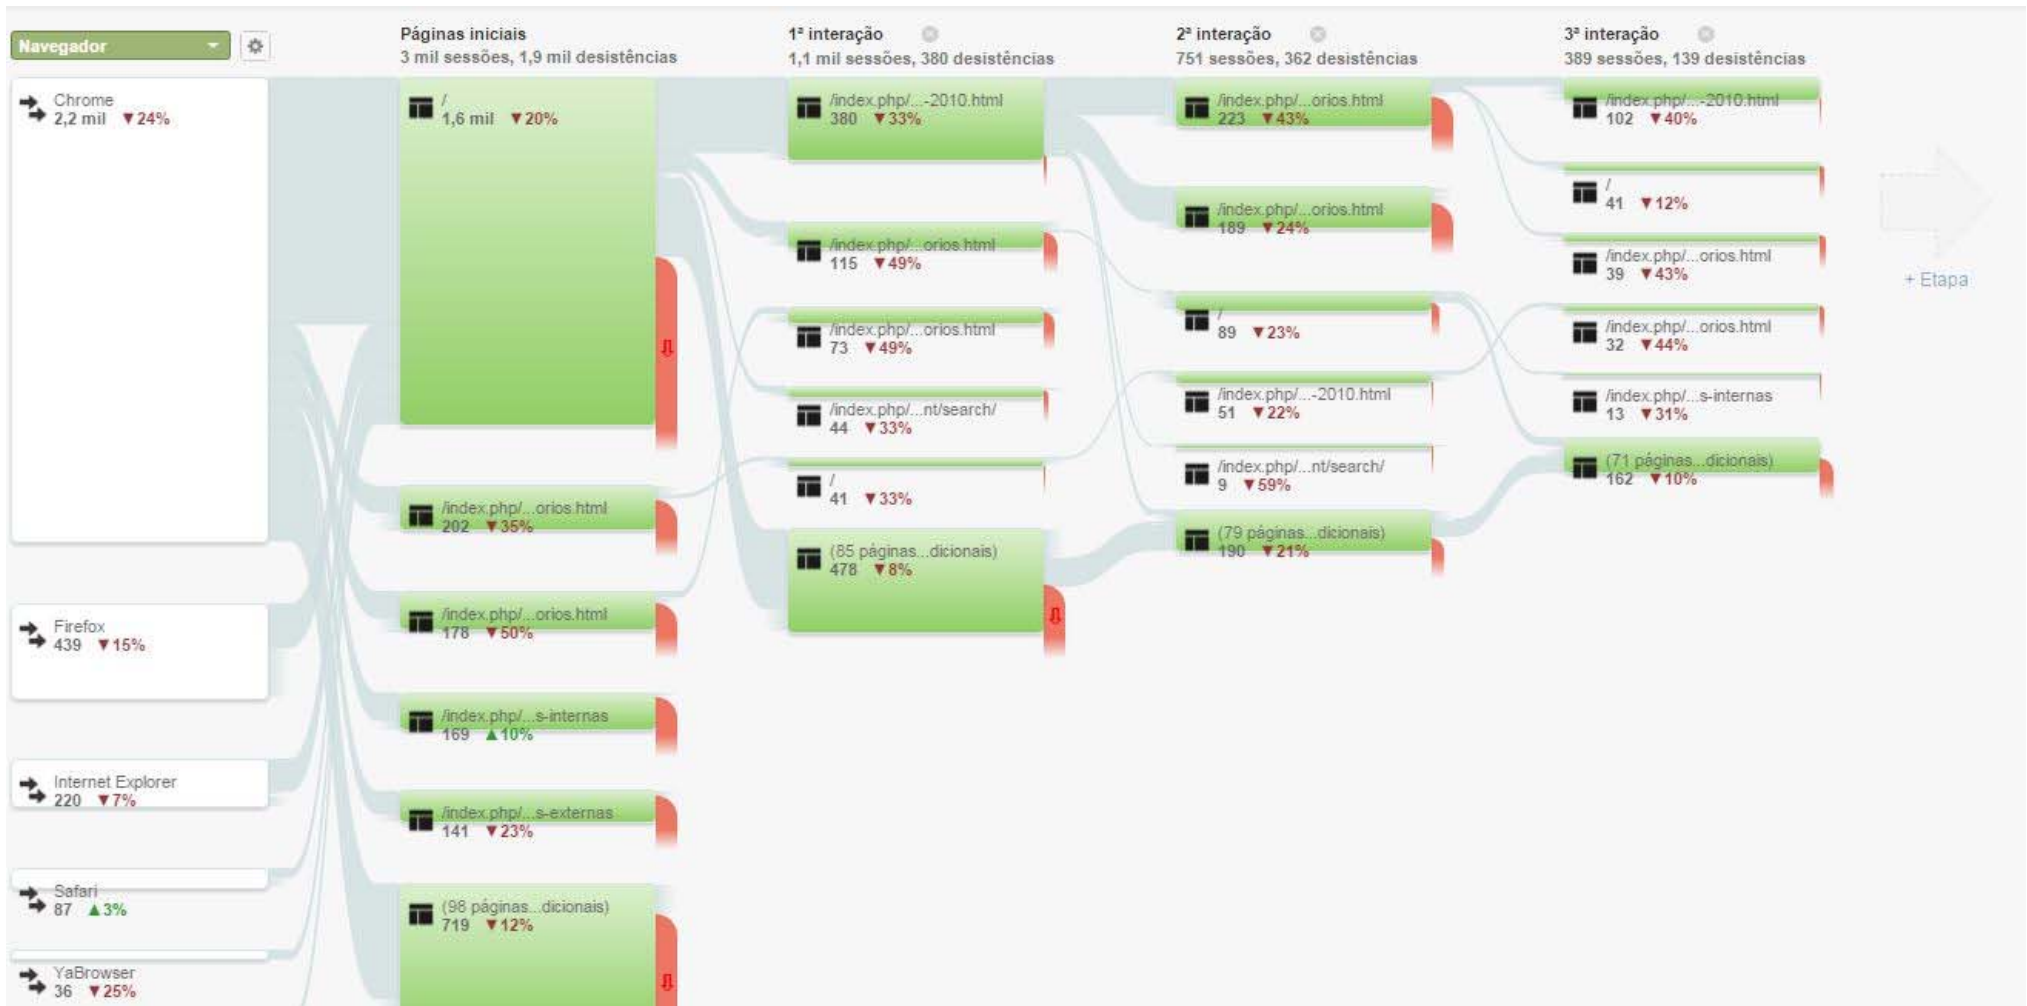 Navegador
Chrome
2,2 mil ▼24%
Firefox
439 ▼15%
Internet Explorer
220 ▼7%
Safari
87 ▲3%
YaBrowser
36 ▼25%
Páginas iniciais
3 mil sessões, 1,9 mil desistências
/
1,6 mil ▼20%
/index.php/...orios.html
202 ▼35%
/index.php/...orios.html
178 ▼50%
/index.php/...s-internas
169 ▲10%
/index.php/...s-externas
141 ▼23%
(98 páginas...dicionais)
719 ▼12%
1ª interação
1,1 mil sessões, 380 desistências
/index.php/...-2010.html
380 ▼33%
/index.php/...orios.html
115 ▼49%
/index.php/...orios.html
73 ▼49%
/index.php/...nt/search/
44 ▼33%
/
41 ▼33%
(85 páginas...dicionais)
478 ▼8%
2ª interação
751 sessões, 362 desistências
/index.php/...orios.html
223 ▼43%
/index.php/...orios.html
189 ▼24%
/
89 ▼23%
/index.php/...-2010.html
51 ▼22%
/index.php/...nt/search/
9 ▼59%
(79 páginas...dicionais)
190 ▼21%
3ª interação
389 sessões, 139 desistências
/index.php/...-2010.html
102 ▼40%
/
41 ▼12%
/index.php/...orios.html
39 ▼43%
/index.php/...orios.html
32 ▼44%
/index.php/...s-internas
13 ▼31%
(71 páginas...dicionais)
162 ▼10%
+ Etapa